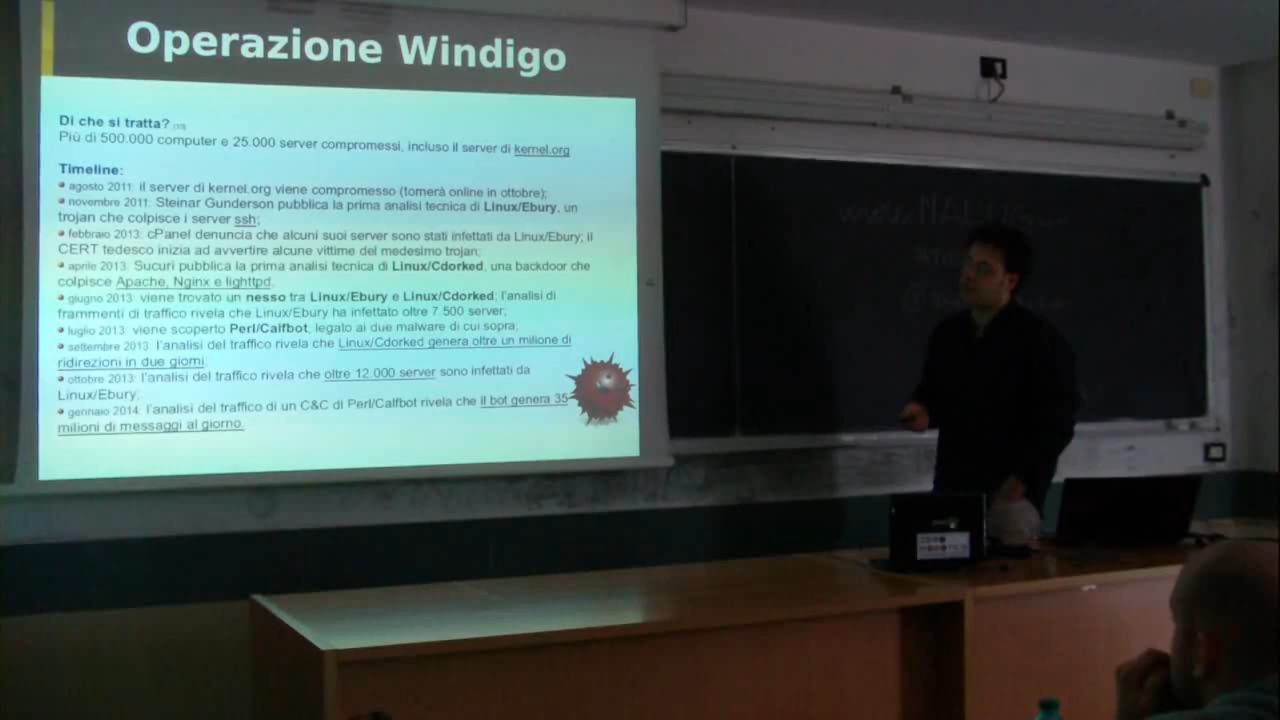 Operazione Windigo
Di che si tratta?
Più di 500.000 computer e 25.000 server compromessi, incluso il server di kernel.org
Timeline:
agosto 2011: il server di kernel.org viene compromesso (tornerà online in ottobre);
novembre 2011: Steinar Gunderson pubblica la prima analisi tecnica di Linux/Ebury, un
trojan che colpisce i server ssh;
febbraio 2013: cPanel denuncia che alcuni suoi server sono stati infettati da Linux/Ebury; il
CERT tedesco inizia ad avvertire alcune vittime del medesimo trojan;
aprile 2013: Sucuri pubblica la prima analisi tecnica di Linux/Cdorked, una backdoor che
colpisce Apache, Nginx e lighttpd.
giugno 2013: viene trovato un nesso tra Linux/Ebury e Linux/Cdorked; l'analisi di
frammenti di traffico rivela che Linux/Ebury ha infettato oltre 7.500 server;
luglio 2013: viene scoperto Perl/Calfbot, legato ai due malware di cui sopra.
settembre 2013: l'analisi del traffico rivela che Linux/Cdorked genera oltre un milione di
ridirezioni in due giorni.
ottobre 2013: l'analisi del traffico rivela che oltre 12.000 server sono infettati da
Linux/Ebury;
gennaio 2014: l'analisi del traffico di un C&C di Perl/Calfbot rivela che il bot genera 35
milioni di messaggi al giorno.